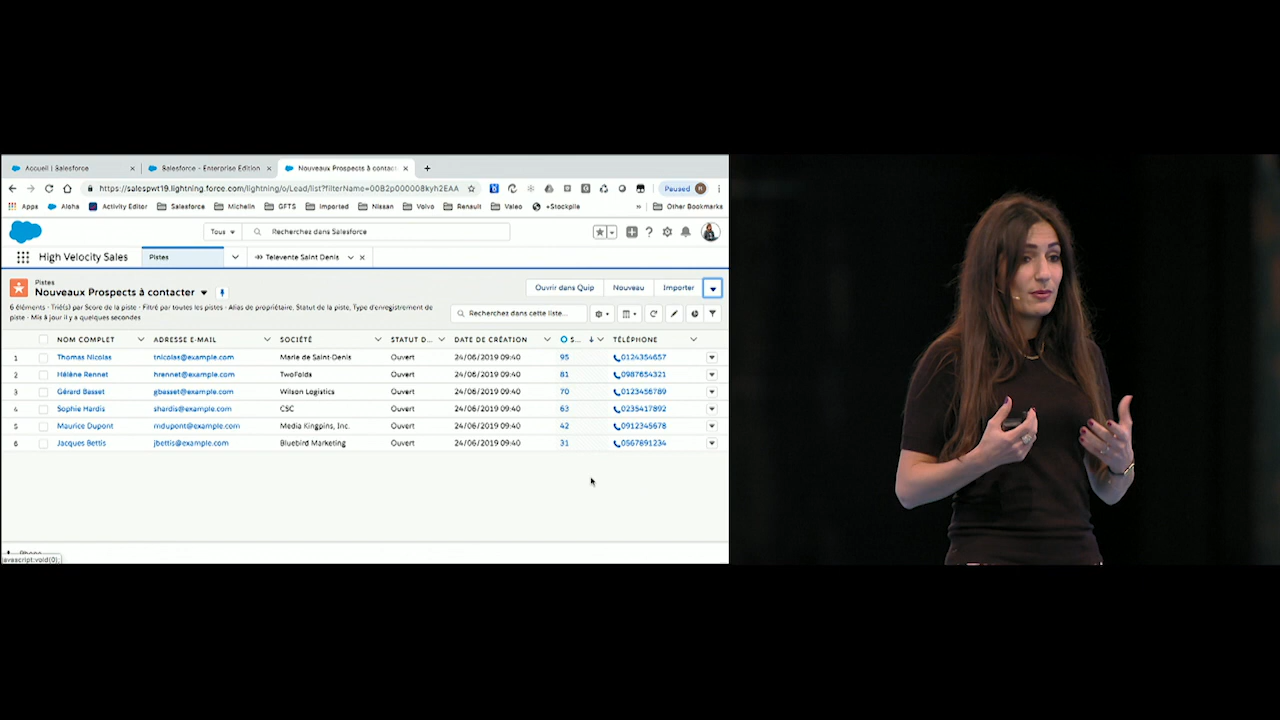 Accueil | Salesforce
Salesforce - Enterprise Edition
Nouveaux Prospects à contact
https://salespwt19.lightning.force.com/lightning/o/Lead/list?filterName=00B2p000008kyh2EAA
Paused
Apps Aloha Activity Editor Salesforce Michelin GFTS Imported Nissan Volvo Renault Valeo +Stockpile » Other Bookmarks
Tous Recherchez dans Salesforce
High Velocity Sales Pistes Televente Saint Denis
Pistes
Nouveaux Prospects à contacter
Ouvrir dans Quip Nouveau Importer
6 éléments • Trié(s) par Score de la piste • Filtré par toutes les pistes - Alias de propriétaire, Statut de la piste, Type d'enregistrement de
piste • Mis à jour il y a quelques secondes
Recherchez dans cette liste...
NOM COMPLET ADRESSE E-MAIL SOCIÉTÉ STATUT D... DATE DE CRÉATION S... TÉLÉPHONE
1 Thomas Nicolas tnicolas@example.com Marie de Saint-Denis Ouvert 24/06/2019 09:40 95 0124354657
2 Hélène Rennet hrennet@example.com TwoFolds Ouvert 24/06/2019 09:40 81 0987654321
3 Gérard Basset gbasset@example.com Wilson Logistics Ouvert 24/06/2019 09:40 70 0123456789
4 Sophie Hardis shardis@example.com CSC Ouvert 24/06/2019 09:40 63 0235417892
5 Maurice Dupont mdupont@example.com Media Kingpins, Inc. Ouvert 24/06/2019 09:40 42 0912345678
6 Jacques Bettis jbettis@example.com Bluebird Marketing Ouvert 24/06/2019 09:40 31 0567891234
Phone
javascript:void(0);